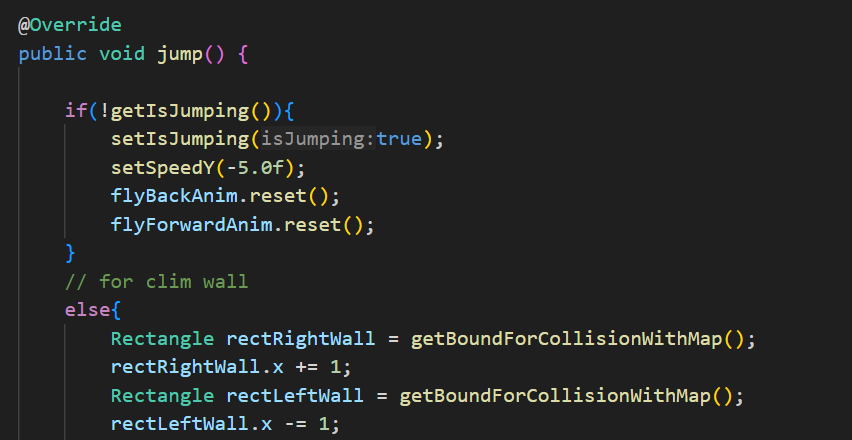 @Override
public void jump() {
if(!getIsJumping()){
setIsJumping(isJumping:true);
setSpeedY(-5.0f);
flyBackAnim.reset();
flyForwardAnim.reset();
}
// for clim wall
else{
Rectangle rectRightWall = getBoundForCollisionWithMap();
rectRightWall.x += 1;
Rectangle rectLeftWall = getBoundForCollisionWithMap();
rectLeftWall.x -= 1;